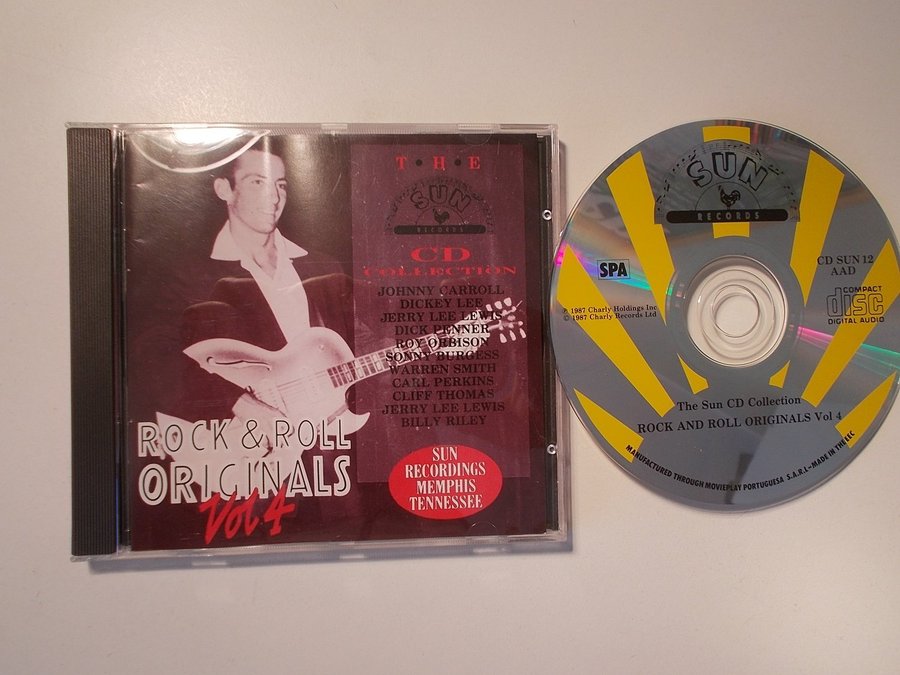 T·H·E
SUN
RECORDS
CD
COLLECTION
JOHNNY CARROLL
DICKEY LEE
JERRY LEE LEWIS
DICK PENNER
ROY ORBISON
SONNY BURGESS
WARREN SMITH
CARL PERKINS
CLIFF THOMAS
JERRY LEE LEWIS
BILLY RILEY
ROCK & ROLL
ORIGINALS
Vol 4
SUN
RECORDINGS
MEMPHIS
TENNESSEE
SUN
RECORDS
SPA
CD SUN 12
AAD
COMPACT
disc
DIGITAL AUDIO
℗ 1987 Charly Holdings Inc
© 1987 Charly Records Ltd
The Sun CD Collection
ROCK AND ROLL ORIGINALS Vol 4
MANUFACTURED THROUGH MOVIEPLAY PORTUGUESA S.A.R.L-MADE IN THE EEC